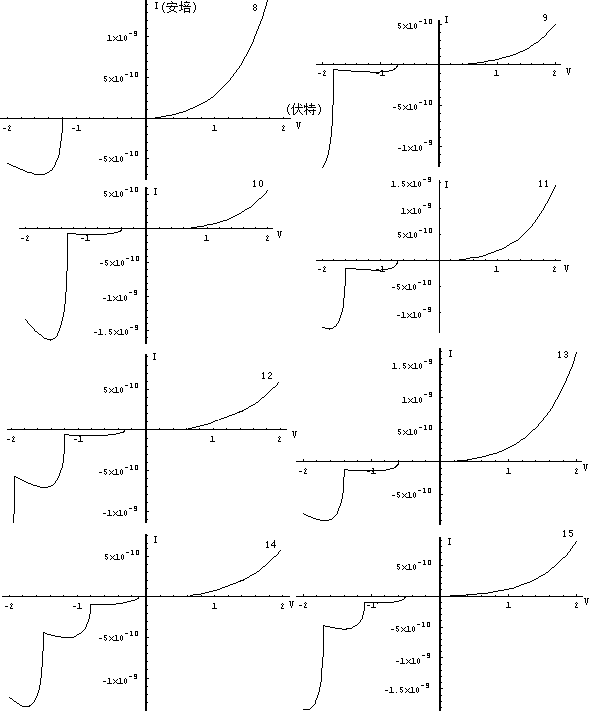 I(安培)
8
1×10⁻⁹
5×10⁻¹⁰
-2 -1 1 2 V
(伏特)
-5×10⁻¹⁰
I
9
5×10⁻¹⁰
-2 -1 1 2 V
-5×10⁻¹⁰
-1×10⁻⁹
I
10
5×10⁻¹⁰
-2 -1 1 2 V
-5×10⁻¹⁰
-1×10⁻⁹
-1.5×10⁻⁹
I
11
1.5×10⁻⁹
1×10⁻⁹
5×10⁻¹⁰
-2 -1 1 2 V
-5×10⁻¹⁰
-1×10⁻⁹
I
12
5×10⁻¹⁰
-2 -1 1 2 V
-5×10⁻¹⁰
-1×10⁻⁹
I
13
1.5×10⁻⁹
1×10⁻⁹
5×10⁻¹⁰
-2 -1 1 2 V
-5×10⁻¹⁰
I
14
5×10⁻¹⁰
-2 -1 1 2 V
-5×10⁻¹⁰
-1×10⁻⁹
I
15
5×10⁻¹⁰
-2 -1 1 2 V
-5×10⁻¹⁰
-1×10⁻⁹
-1.5×10⁻⁹